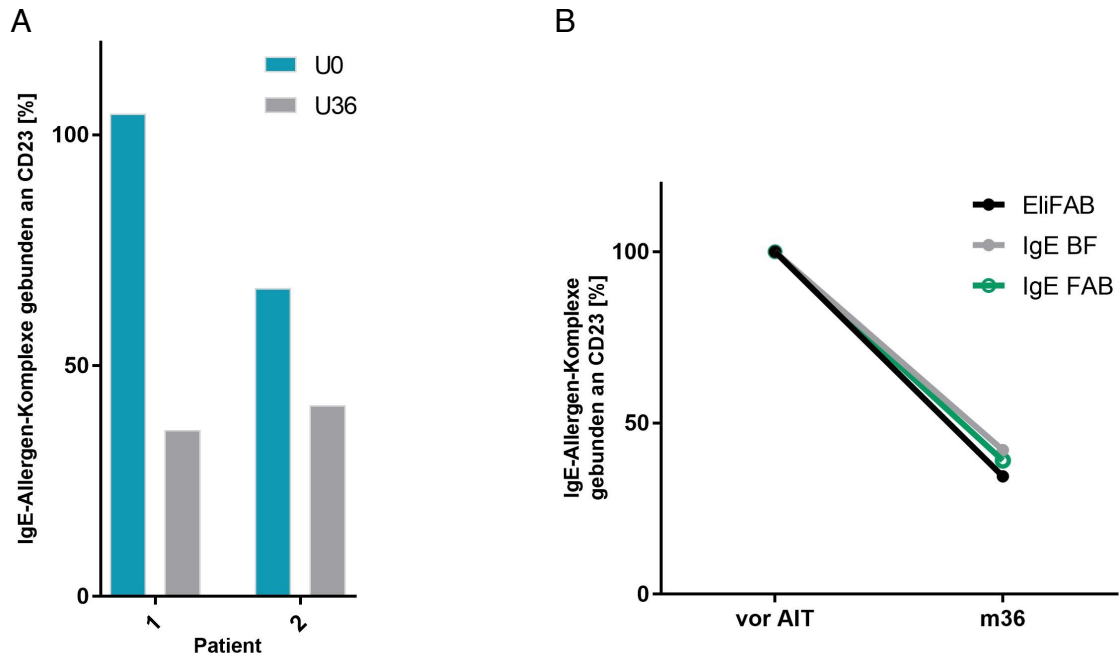 A
IgE-Allergen-Komplexe gebunden an CD23 [%]
100
50
0
U0
U36
1
2
Patient
B
IgE-Allergen-Komplexe
gebunden an CD23 [%]
100
50
0
EliFAB
IgE BF
IgE FAB
vor AIT
m36